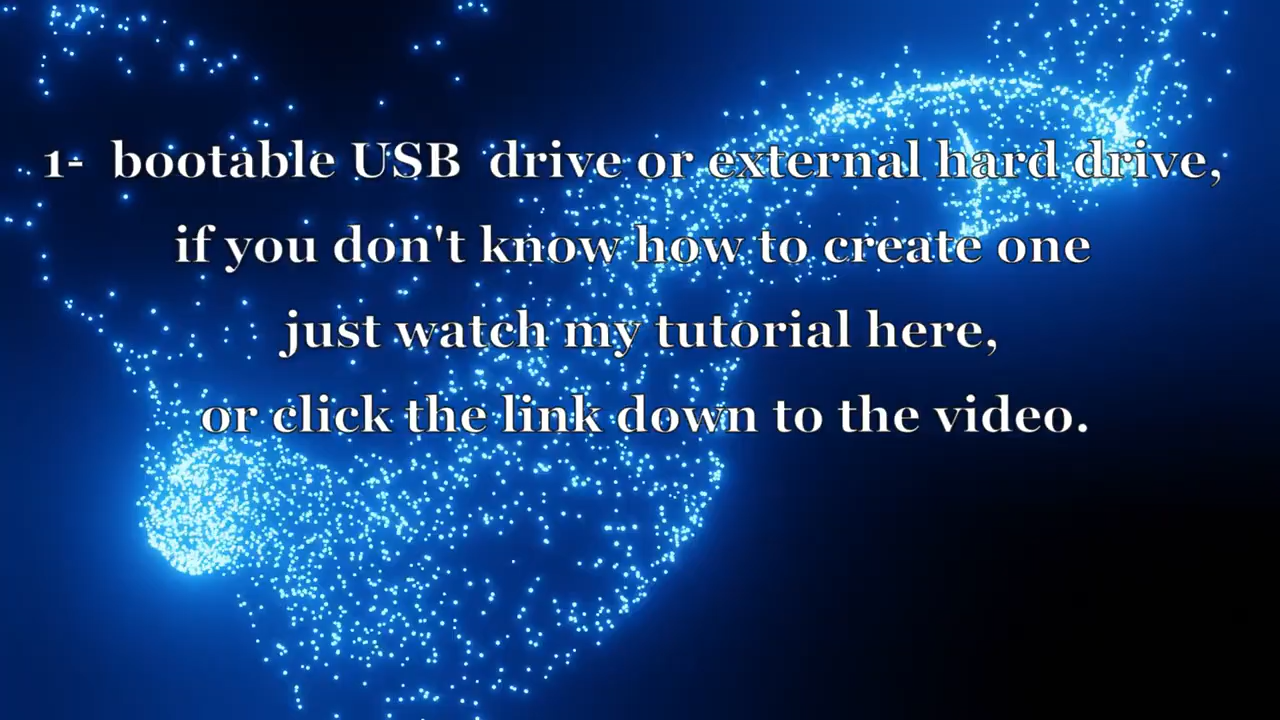 1-  bootable USB  drive or external hard drive,
if you don't know how to create one
just watch my tutorial here,
or click the link down to the video.